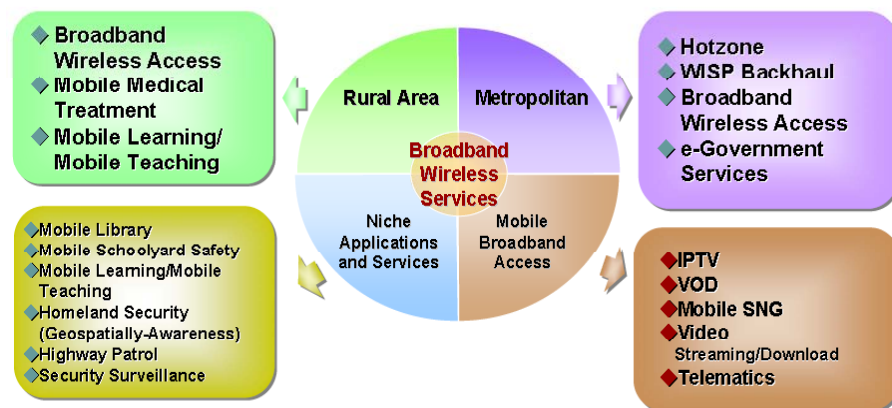 Broadband
Wireless Access
Mobile Medical
Treatment
Mobile Learning/
Mobile Teaching
Rural Area
Metropolitan
Broadband
Wireless
Services
Niche
Applications
and Services
Mobile
Broadband
Access
Hotzone
WISP Backhaul
Broadband
Wireless Access
e-Government
Services
Mobile Library
Mobile Schoolyard Safety
Mobile Learning/Mobile
Teaching
Homeland Security
(Geospatially-Awareness)
Highway Patrol
Security Surveillance
IPTV
VOD
Mobile SNG
Video
Streaming/Download
Telematics